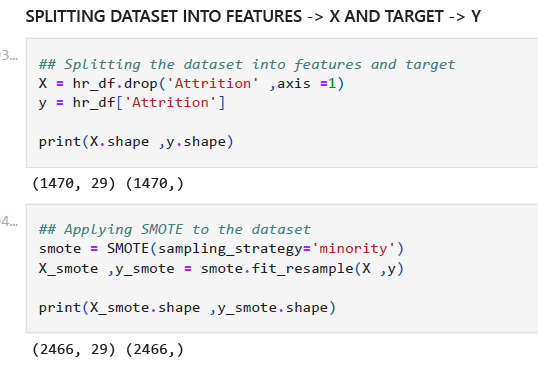 SPLITTING DATASET INTO FEATURES -> X AND TARGET -> Y
3...
## Splitting the dataset into features and target
X = hr_df.drop('Attrition' ,axis =1)
y = hr_df['Attrition']
print(X.shape ,y.shape)
(1470, 29) (1470,)
4...
## Applying SMOTE to the dataset
smote = SMOTE(sampling_strategy='minority')
X_smote ,y_smote = smote.fit_resample(X ,y)
print(X_smote.shape ,y_smote.shape)
(2466, 29) (2466,)